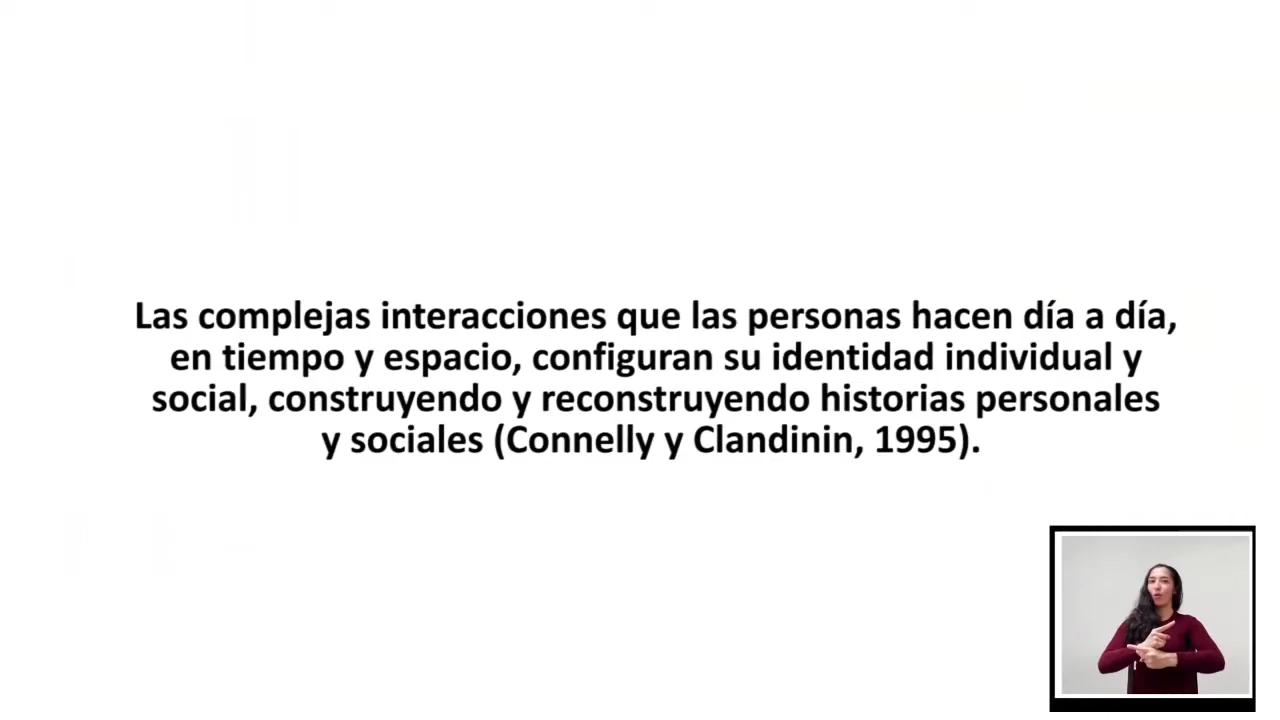 Las complejas interacciones que las personas hacen día a día,
en tiempo y espacio, configuran su identidad individual y
social, construyendo y reconstruyendo historias personales
y sociales (Connelly y Clandinin, 1995).